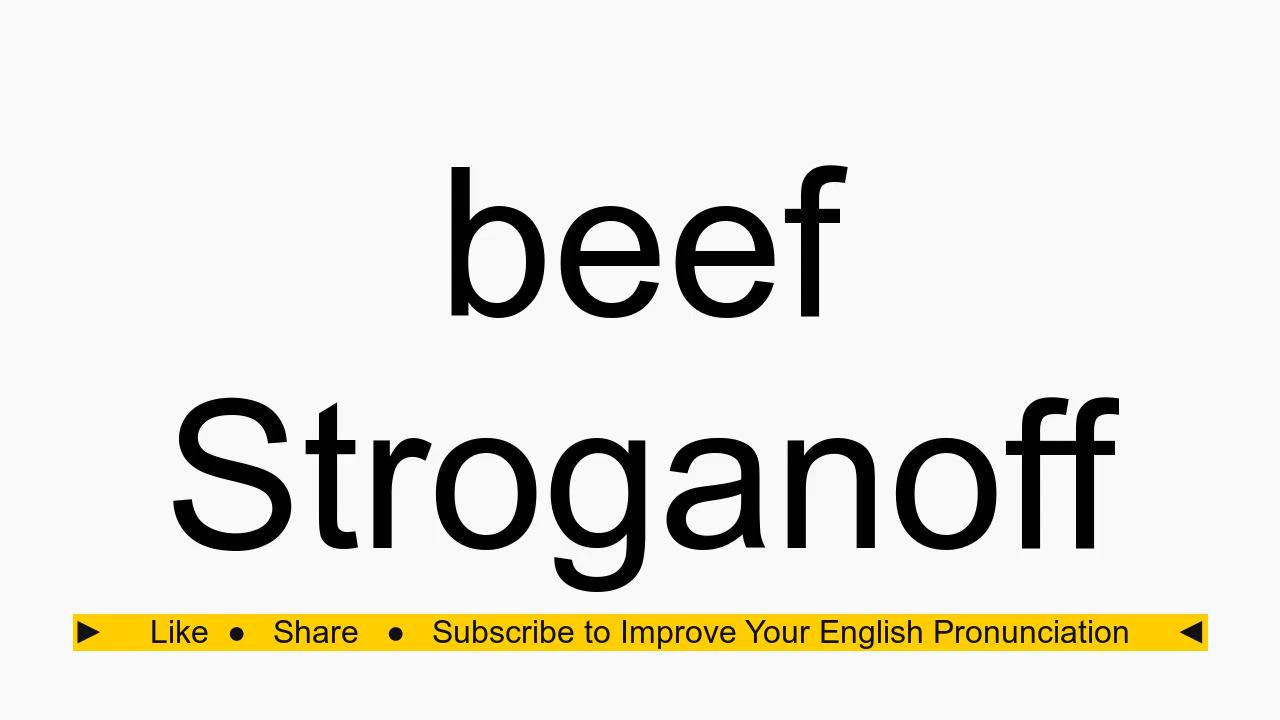 beef
Stroganoff
► Like ● Share ● Subscribe to Improve Your English Pronunciation ◄